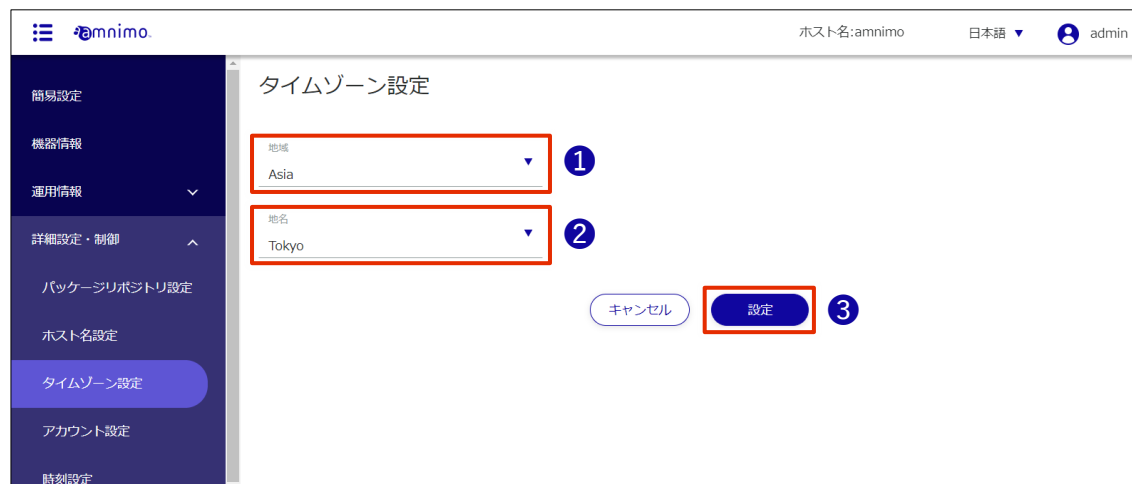 amnimo.
ホスト名:amnimo
日本語 ▼
admin
簡易設定
機器情報
運用情報
詳細設定・制御
パッケージリポジトリ設定
ホスト名設定
タイムゾーン設定
アカウント設定
時刻設定
タイムゾーン設定
地域
Asia
1
地名
Tokyo
2
キャンセル
設定
3